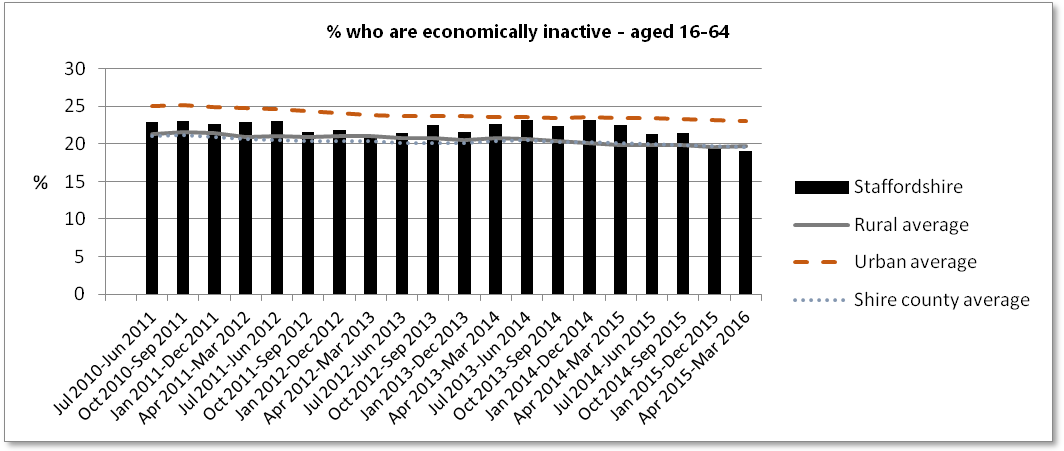 % who are economically inactive - aged 16-64
30
25
20
15
10
5
0
%
Jul 2010-Jun 2011
Oct 2010-Sep 2011
Jan 2011-Dec 2011
Apr 2011-Mar 2012
Jul 2011-Jun 2012
Oct 2011-Sep 2012
Jan 2012-Dec 2012
Apr 2012-Mar 2013
Jul 2012-Jun 2013
Oct 2012-Sep 2013
Jan 2013-Dec 2013
Apr 2013-Mar 2014
Jul 2013-Jun 2014
Oct 2013-Sep 2014
Jan 2014-Dec 2014
Apr 2014-Mar 2015
Jul 2014-Jun 2015
Oct 2014-Sep 2015
Jan 2015-Dec 2015
Apr 2015-Mar 2016
Staffordshire
Rural average
Urban average
Shire county average